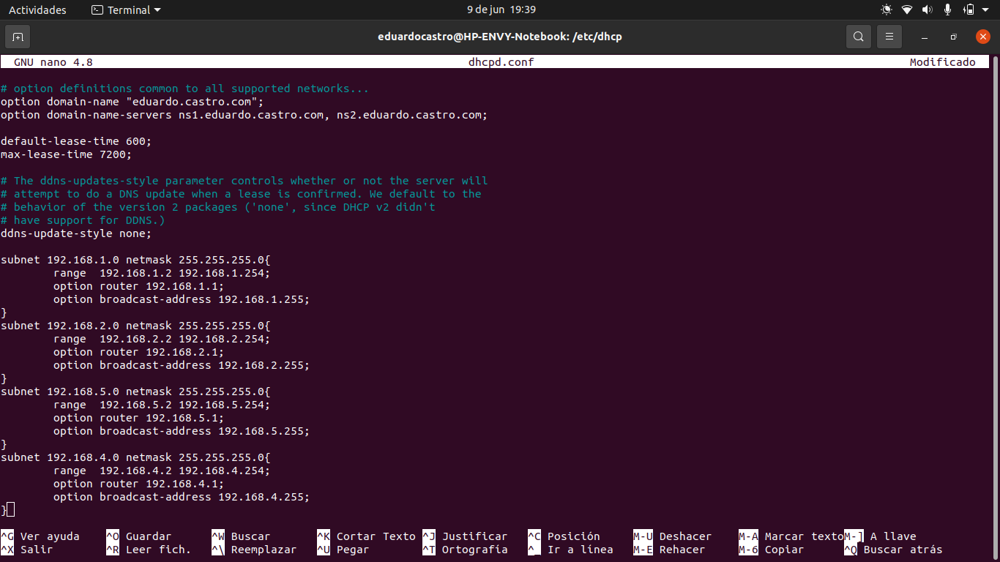 Actividades Terminal 9 de jun 19:39
eduardocastro@HP-ENVY-Notebook: /etc/dhcp
GNU nano 4.8 dhcpd.conf Modificado
# option definitions common to all supported networks...
option domain-name "eduardo.castro.com";
option domain-name-servers ns1.eduardo.castro.com, ns2.eduardo.castro.com;
default-lease-time 600;
max-lease-time 7200;
# The ddns-updates-style parameter controls whether or not the server will
# attempt to do a DNS update when a lease is confirmed. We default to the
# behavior of the version 2 packages ('none', since DHCP v2 didn't
# have support for DDNS.)
ddns-update-style none;
subnet 192.168.1.0 netmask 255.255.255.0{
        range  192.168.1.2 192.168.1.254;
        option router 192.168.1.1;
        option broadcast-address 192.168.1.255;
}
subnet 192.168.2.0 netmask 255.255.255.0{
        range  192.168.2.2 192.168.2.254;
        option router 192.168.2.1;
        option broadcast-address 192.168.2.255;
}
subnet 192.168.5.0 netmask 255.255.255.0{
        range  192.168.5.2 192.168.5.254;
        option router 192.168.5.1;
        option broadcast-address 192.168.5.255;
}
subnet 192.168.4.0 netmask 255.255.255.0{
        range  192.168.4.2 192.168.4.254;
        option router 192.168.4.1;
        option broadcast-address 192.168.4.255;
}
^G Ver ayuda ^O Guardar ^W Buscar ^K Cortar Texto ^J Justificar ^C Posición M-U Deshacer M-A Marcar texto M-] A llave
^X Salir ^R Leer fich. ^\ Reemplazar ^U Pegar ^T Ortografía ^_ Ir a línea M-E Rehacer M-6 Copiar ^Q Buscar atrás